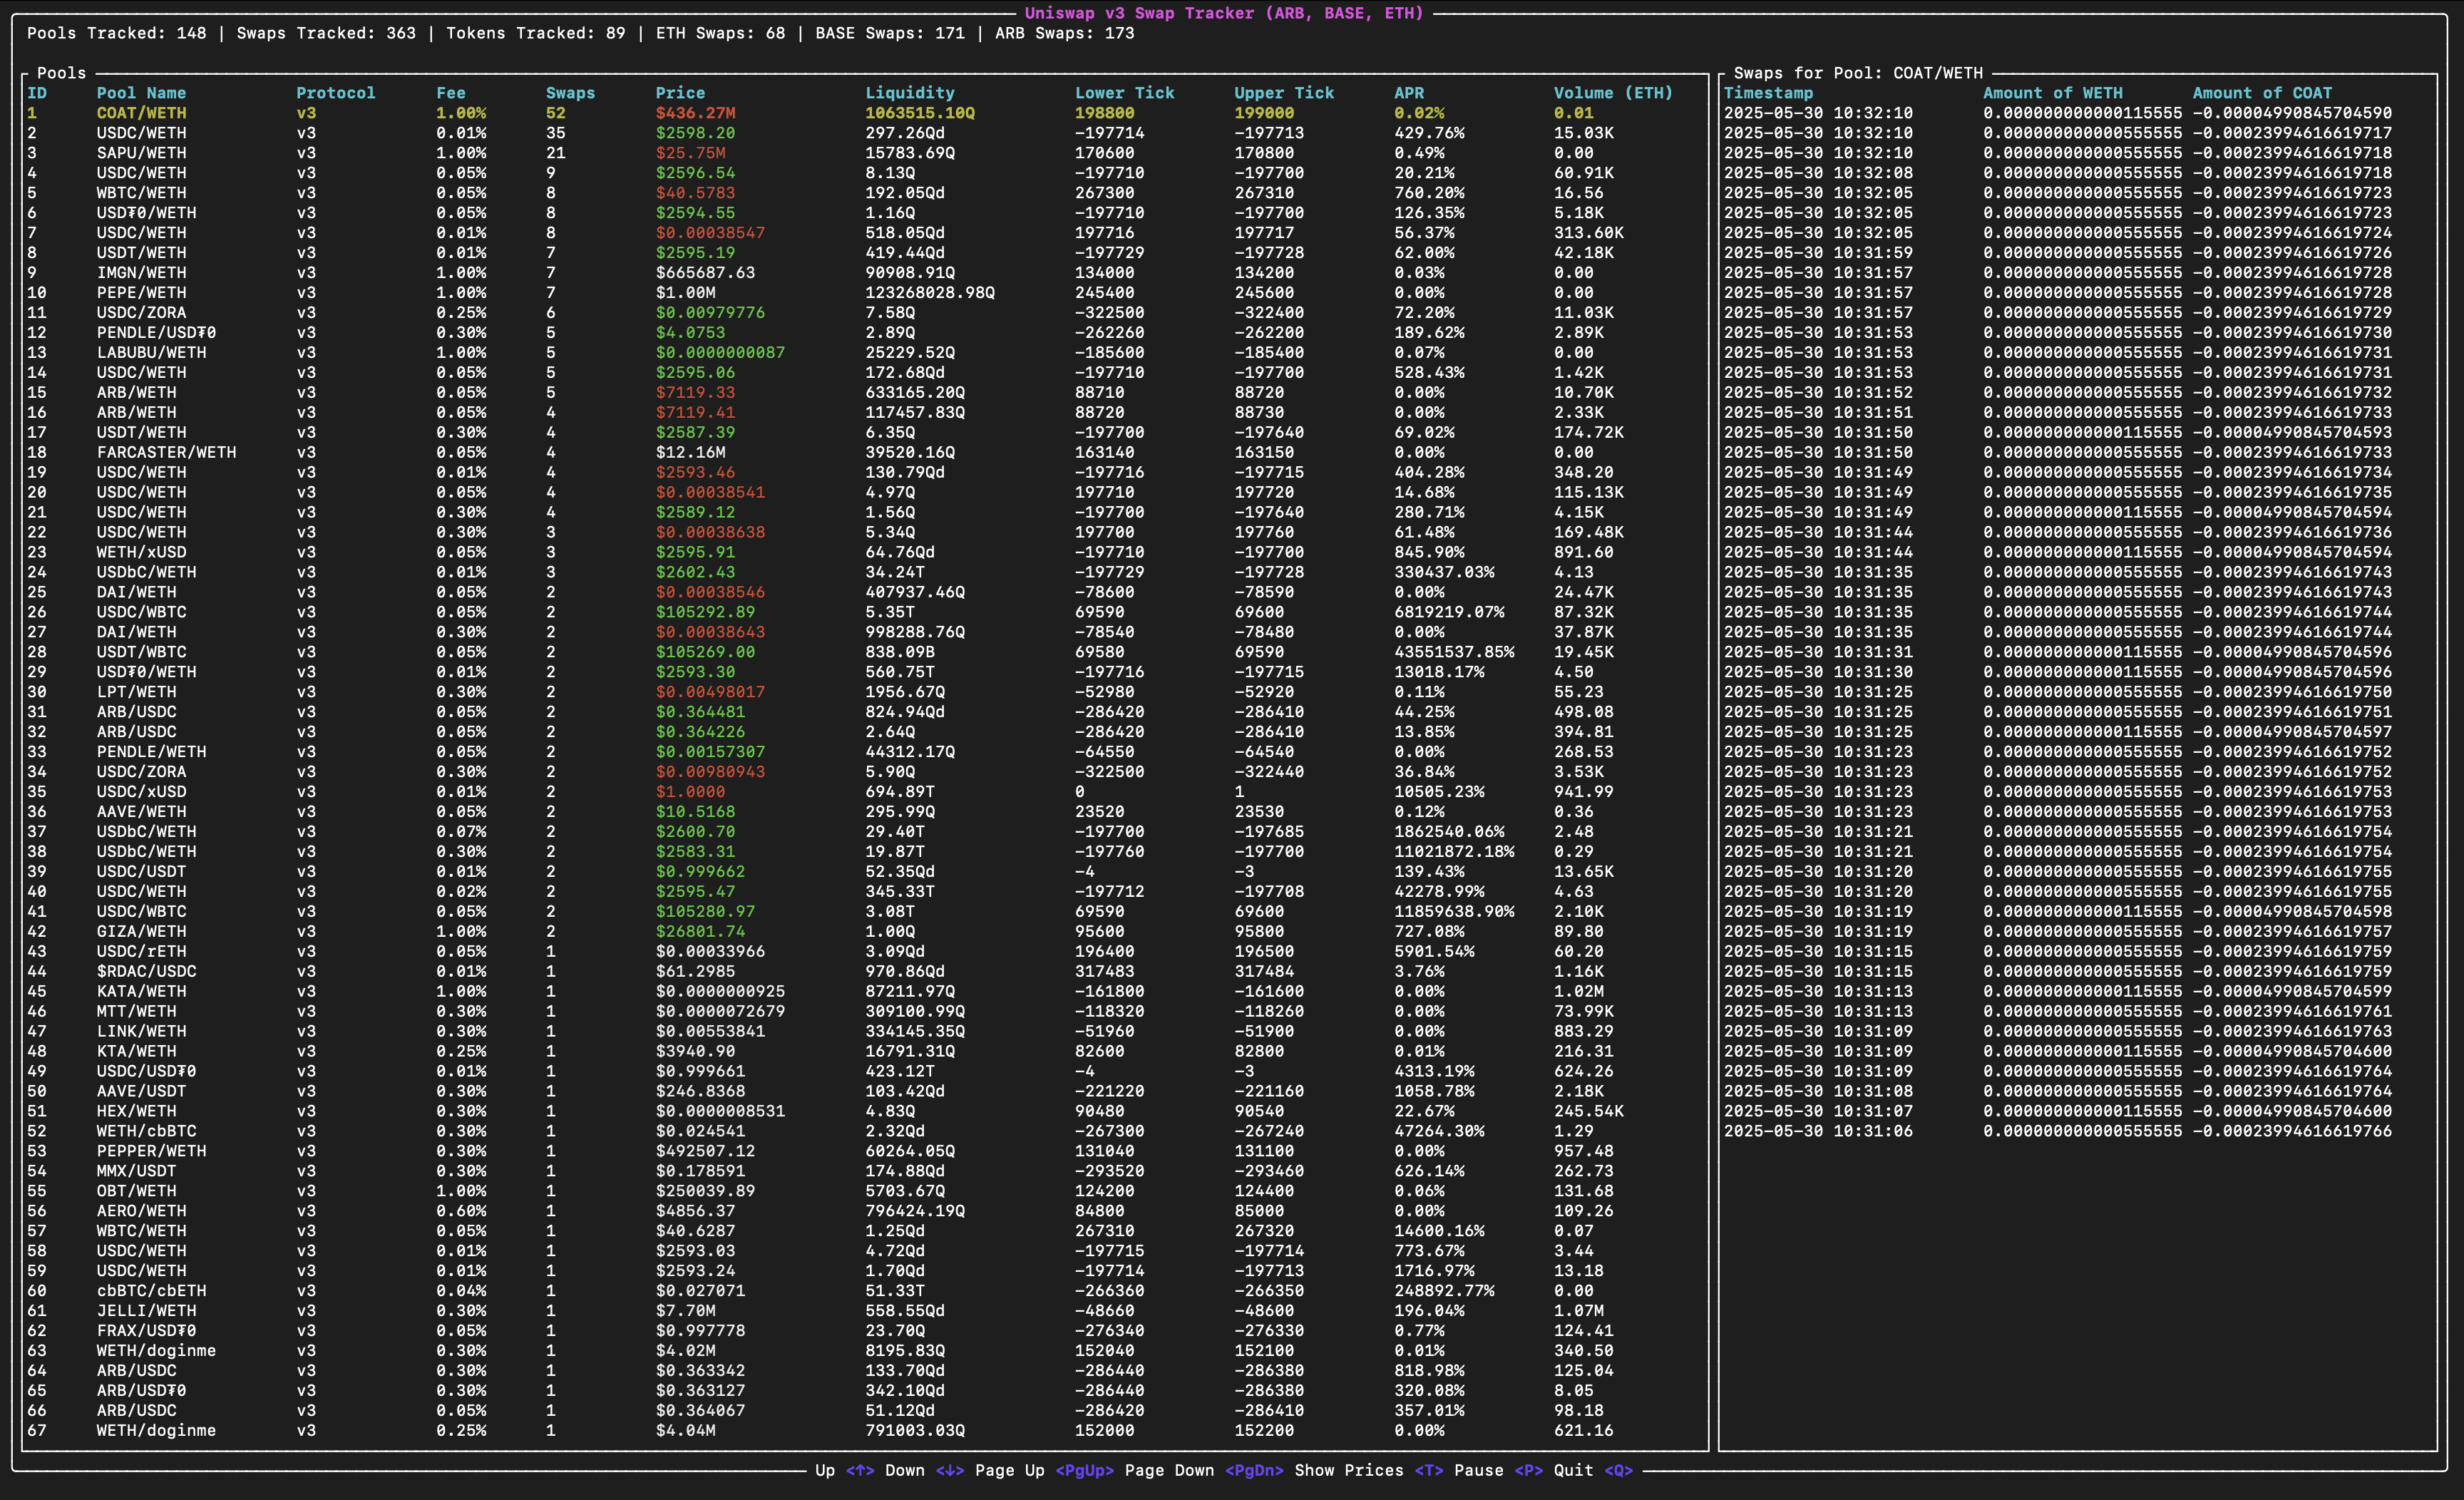 Uniswap v3 Swap Tracker (ARB, BASE, ETH)
Pools Tracked: 148 | Swaps Tracked: 363 | Tokens Tracked: 89 | ETH Swaps: 68 | BASE Swaps: 171 | ARB Swaps: 173
Pools
ID Pool Name Protocol Fee Swaps Price Liquidity Lower Tick Upper Tick APR Volume (ETH)
1 COAT/WETH v3 1.00% 52 $436.27M 1063515.10Q 198800 199000 0.02% 0.01
2 USDC/WETH v3 0.01% 35 $2598.20 297.26Qd -197714 -197713 429.76% 15.03K
3 SAPU/WETH v3 1.00% 21 $25.75M 15783.69Q 170600 170800 0.49% 0.00
4 USDC/WETH v3 0.05% 9 $2596.54 8.13Q -197710 -197700 20.21% 60.91K
5 WBTC/WETH v3 0.05% 8 $40.5783 192.05Qd 267300 267310 760.20% 16.56
6 USD₮0/WETH v3 0.05% 8 $2594.55 1.16Q -197710 -197700 126.35% 5.18K
7 USDC/WETH v3 0.01% 8 $0.00038547 518.05Qd 197716 197717 56.37% 313.60K
8 USDT/WETH v3 0.01% 7 $2595.19 419.44Qd -197729 -197728 62.00% 42.18K
9 IMGN/WETH v3 1.00% 7 $665687.63 90908.91Q 134000 134200 0.03% 0.00
10 PEPE/WETH v3 1.00% 7 $1.00M 123268028.98Q 245400 245600 0.00% 0.00
11 USDC/ZORA v3 0.25% 6 $0.00979776 7.58Q -322500 -322400 72.20% 11.03K
12 PENDLE/USD₮0 v3 0.30% 5 $4.0753 2.89Q -262260 -262200 189.62% 2.89K
13 LABUBU/WETH v3 1.00% 5 $0.0000000087 25229.52Q -185600 -185400 0.07% 0.00
14 USDC/WETH v3 0.05% 5 $2595.06 172.68Qd -197710 -197700 528.43% 1.42K
15 ARB/WETH v3 0.05% 5 $7119.33 633165.20Q 88710 88720 0.00% 10.70K
16 ARB/WETH v3 0.05% 4 $7119.41 117457.83Q 88720 88730 0.00% 2.33K
17 USDT/WETH v3 0.30% 4 $2587.39 6.35Q -197700 -197640 69.02% 174.72K
18 FARCASTER/WETH v3 0.05% 4 $12.16M 39520.16Q 163140 163150 0.00% 0.00
19 USDC/WETH v3 0.01% 4 $2593.46 130.79Qd -197716 -197715 404.28% 348.20
20 USDC/WETH v3 0.05% 4 $0.00038541 4.97Q 197710 197720 14.68% 115.13K
21 USDC/WETH v3 0.30% 4 $2589.12 1.56Q -197700 -197640 280.71% 4.15K
22 USDC/WETH v3 0.30% 3 $0.00038638 5.34Q 197700 197760 61.48% 169.48K
23 WETH/xUSD v3 0.05% 3 $2595.91 64.76Qd -197710 -197700 845.90% 891.60
24 USDbC/WETH v3 0.01% 3 $2602.43 34.24T -197729 -197728 330437.03% 4.13
25 DAI/WETH v3 0.05% 2 $0.00038546 407937.46Q -78600 -78590 0.00% 24.47K
26 USDC/WBTC v3 0.05% 2 $105292.89 5.35T 69590 69600 6819219.07% 87.32K
27 DAI/WETH v3 0.30% 2 $0.00038643 998288.76Q -78540 -78480 0.00% 37.87K
28 USDT/WBTC v3 0.05% 2 $105269.00 838.09B 69580 69590 43551537.85% 19.45K
29 USD₮0/WETH v3 0.01% 2 $2593.30 560.75T -197716 -197715 13018.17% 4.50
30 LPT/WETH v3 0.30% 2 $0.00498017 1956.67Q -52980 -52920 0.11% 55.23
31 ARB/USDC v3 0.05% 2 $0.364481 824.94Qd -286420 -286410 44.25% 498.08
32 ARB/USDC v3 0.05% 2 $0.364226 2.64Q -286420 -286410 13.85% 394.81
33 PENDLE/WETH v3 0.05% 2 $0.00157307 44312.17Q -64550 -64540 0.00% 268.53
34 USDC/ZORA v3 0.30% 2 $0.00980943 5.90Q -322500 -322440 36.84% 3.53K
35 USDC/xUSD v3 0.01% 2 $1.0000 694.89T 0 1 10505.23% 941.99
36 AAVE/WETH v3 0.05% 2 $10.5168 295.99Q 23520 23530 0.12% 0.36
37 USDbC/WETH v3 0.07% 2 $2600.70 29.40T -197700 -197685 1862540.06% 2.48
38 USDbC/WETH v3 0.30% 2 $2583.31 19.87T -197760 -197700 11021872.18% 0.29
39 USDC/USDT v3 0.01% 2 $0.999662 52.35Qd -4 -3 139.43% 13.65K
40 USDC/WETH v3 0.02% 2 $2595.47 345.33T -197712 -197708 42278.99% 4.63
41 USDC/WBTC v3 0.05% 2 $105280.97 3.08T 69590 69600 11859638.90% 2.10K
42 GIZA/WETH v3 1.00% 2 $26801.74 1.00Q 95600 95800 727.08% 89.80
43 USDC/rETH v3 0.05% 1 $0.00033966 3.09Qd 196400 196500 5901.54% 60.20
44 $RDAC/USDC v3 0.01% 1 $61.2985 970.86Qd 317483 317484 3.76% 1.16K
45 KATA/WETH v3 1.00% 1 $0.0000000925 87211.97Q -161800 -161600 0.00% 1.02M
46 MTT/WETH v3 0.30% 1 $0.0000072679 309100.99Q -118320 -118260 0.00% 73.99K
47 LINK/WETH v3 0.30% 1 $0.00553841 334145.35Q -51960 -51900 0.00% 883.29
48 KTA/WETH v3 0.25% 1 $3940.90 16791.31Q 82600 82800 0.01% 216.31
49 USDC/USD₮0 v3 0.01% 1 $0.999661 423.12T -4 -3 4313.19% 624.26
50 AAVE/USDT v3 0.30% 1 $246.8368 103.42Qd -221220 -221160 1058.78% 2.18K
51 HEX/WETH v3 0.30% 1 $0.0000008531 4.83Q 90480 90540 22.67% 245.54K
52 WETH/cbBTC v3 0.30% 1 $0.024541 2.32Qd -267300 -267240 47264.30% 1.29
53 PEPPER/WETH v3 0.30% 1 $492507.12 60264.05Q 131040 131100 0.00% 957.48
54 MMX/USDT v3 0.30% 1 $0.178591 174.88Qd -293520 -293460 626.14% 262.73
55 OBT/WETH v3 1.00% 1 $250039.89 5703.67Q 124200 124400 0.06% 131.68
56 AERO/WETH v3 0.60% 1 $4856.37 796424.19Q 84800 85000 0.00% 109.26
57 WBTC/WETH v3 0.05% 1 $40.6287 1.25Qd 267310 267320 14600.16% 0.07
58 USDC/WETH v3 0.01% 1 $2593.03 4.72Qd -197715 -197714 773.67% 3.44
59 USDC/WETH v3 0.01% 1 $2593.24 1.70Qd -197714 -197713 1716.97% 13.18
60 cbBTC/cbETH v3 0.04% 1 $0.027071 51.33T -266360 -266350 248892.77% 0.00
61 JELLI/WETH v3 0.30% 1 $7.70M 558.55Qd -48660 -48600 196.04% 1.07M
62 FRAX/USD₮0 v3 0.05% 1 $0.997778 23.70Q -276340 -276330 0.77% 124.41
63 WETH/doginme v3 0.30% 1 $4.02M 8195.83Q 152040 152100 0.01% 340.50
64 ARB/USDC v3 0.30% 1 $0.363342 133.70Qd -286440 -286380 818.98% 125.04
65 ARB/USD₮0 v3 0.30% 1 $0.363127 342.10Qd -286440 -286380 320.08% 8.05
66 ARB/USDC v3 0.05% 1 $0.364067 51.12Qd -286420 -286410 357.01% 98.18
67 WETH/doginme v3 0.25% 1 $4.04M 791003.03Q 152000 152200 0.00% 621.16
Swaps for Pool: COAT/WETH
Timestamp Amount of WETH Amount of COAT
2025-05-30 10:32:10 0.000000000000115555 -0.00004990845704590
2025-05-30 10:32:10 0.000000000000555555 -0.00023994616619717
2025-05-30 10:32:10 0.000000000000555555 -0.00023994616619718
2025-05-30 10:32:08 0.000000000000555555 -0.00023994616619718
2025-05-30 10:32:05 0.000000000000555555 -0.00023994616619723
2025-05-30 10:32:05 0.000000000000555555 -0.00023994616619723
2025-05-30 10:32:05 0.000000000000555555 -0.00023994616619724
2025-05-30 10:31:59 0.000000000000555555 -0.00023994616619726
2025-05-30 10:31:57 0.000000000000555555 -0.00023994616619728
2025-05-30 10:31:57 0.000000000000555555 -0.00023994616619728
2025-05-30 10:31:57 0.000000000000555555 -0.00023994616619729
2025-05-30 10:31:53 0.000000000000555555 -0.00023994616619730
2025-05-30 10:31:53 0.000000000000555555 -0.00023994616619731
2025-05-30 10:31:53 0.000000000000555555 -0.00023994616619731
2025-05-30 10:31:52 0.000000000000555555 -0.00023994616619732
2025-05-30 10:31:51 0.000000000000555555 -0.00023994616619733
2025-05-30 10:31:50 0.000000000000115555 -0.00004990845704593
2025-05-30 10:31:50 0.000000000000555555 -0.00023994616619733
2025-05-30 10:31:49 0.000000000000555555 -0.00023994616619734
2025-05-30 10:31:49 0.000000000000555555 -0.00023994616619735
2025-05-30 10:31:49 0.000000000000115555 -0.00004990845704594
2025-05-30 10:31:44 0.000000000000555555 -0.00023994616619736
2025-05-30 10:31:44 0.000000000000115555 -0.00004990845704594
2025-05-30 10:31:35 0.000000000000555555 -0.00023994616619743
2025-05-30 10:31:35 0.000000000000555555 -0.00023994616619743
2025-05-30 10:31:35 0.000000000000555555 -0.00023994616619744
2025-05-30 10:31:35 0.000000000000555555 -0.00023994616619744
2025-05-30 10:31:31 0.000000000000115555 -0.00004990845704596
2025-05-30 10:31:30 0.000000000000115555 -0.00004990845704596
2025-05-30 10:31:25 0.000000000000555555 -0.00023994616619750
2025-05-30 10:31:25 0.000000000000555555 -0.00023994616619751
2025-05-30 10:31:25 0.000000000000115555 -0.00004990845704597
2025-05-30 10:31:23 0.000000000000555555 -0.00023994616619752
2025-05-30 10:31:23 0.000000000000555555 -0.00023994616619752
2025-05-30 10:31:23 0.000000000000555555 -0.00023994616619753
2025-05-30 10:31:23 0.000000000000555555 -0.00023994616619753
2025-05-30 10:31:21 0.000000000000555555 -0.00023994616619754
2025-05-30 10:31:21 0.000000000000555555 -0.00023994616619754
2025-05-30 10:31:20 0.000000000000555555 -0.00023994616619755
2025-05-30 10:31:20 0.000000000000555555 -0.00023994616619755
2025-05-30 10:31:19 0.000000000000115555 -0.00004990845704598
2025-05-30 10:31:19 0.000000000000555555 -0.00023994616619757
2025-05-30 10:31:15 0.000000000000555555 -0.00023994616619759
2025-05-30 10:31:15 0.000000000000555555 -0.00023994616619759
2025-05-30 10:31:13 0.000000000000115555 -0.00004990845704599
2025-05-30 10:31:13 0.000000000000555555 -0.00023994616619761
2025-05-30 10:31:09 0.000000000000555555 -0.00023994616619763
2025-05-30 10:31:09 0.000000000000115555 -0.00004990845704600
2025-05-30 10:31:09 0.000000000000555555 -0.00023994616619764
2025-05-30 10:31:08 0.000000000000555555 -0.00023994616619764
2025-05-30 10:31:07 0.000000000000115555 -0.00004990845704600
2025-05-30 10:31:06 0.000000000000555555 -0.00023994616619766
Up <↑> Down <↓> Page Up <PgUp> Page Down <PgDn> Show Prices <T> Pause <P> Quit <Q>